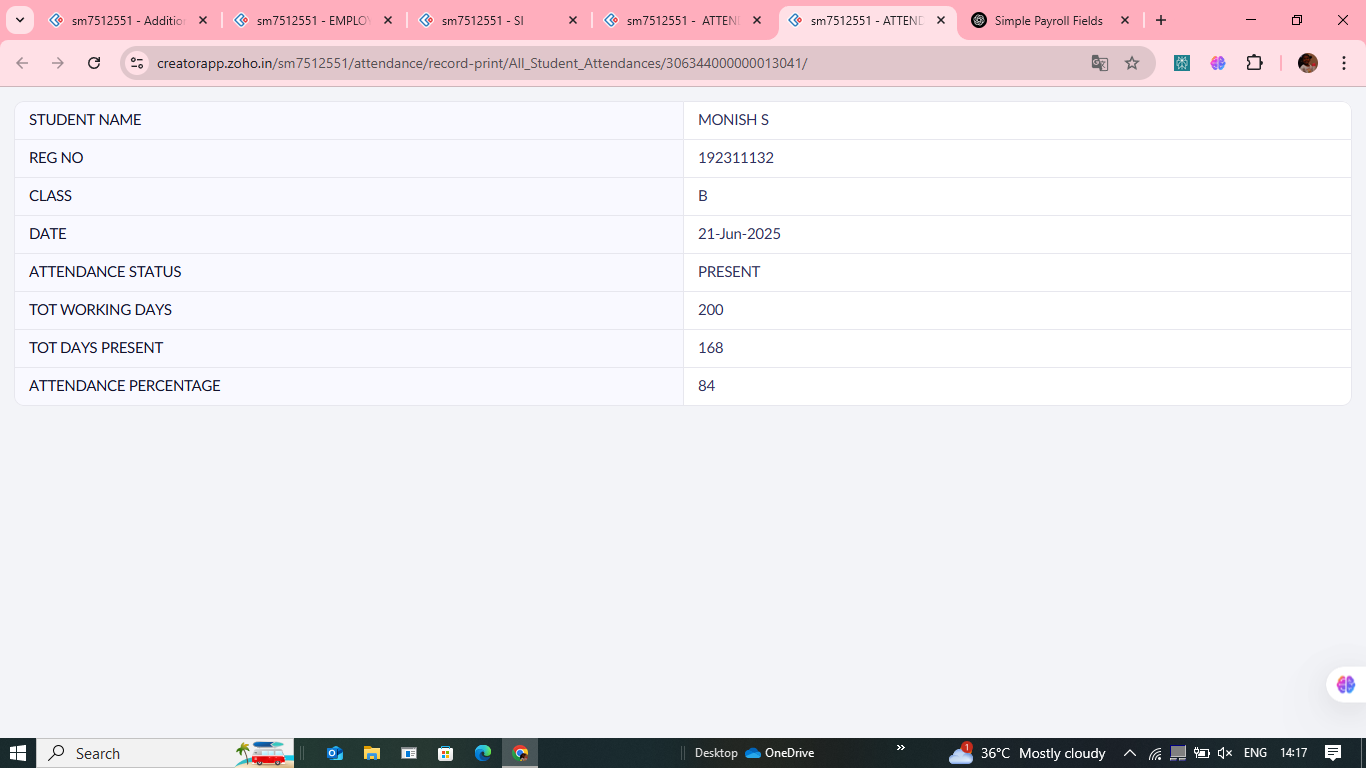 sm7512551 - Additio
sm7512551 - EMPLO
sm7512551 - SI
sm7512551 - ATTEN
sm7512551 - ATTEND
Simple Payroll Fields
creatorapp.zoho.in/sm7512551/attendance/record-print/All_Student_Attendances/306344000000013041/
STUDENT NAME MONISH S
REG NO 192311132
CLASS B
DATE 21-Jun-2025
ATTENDANCE STATUS PRESENT
TOT WORKING DAYS 200
TOT DAYS PRESENT 168
ATTENDANCE PERCENTAGE 84
Search Desktop OneDrive » 1 36°C Mostly cloudy ENG 14:17